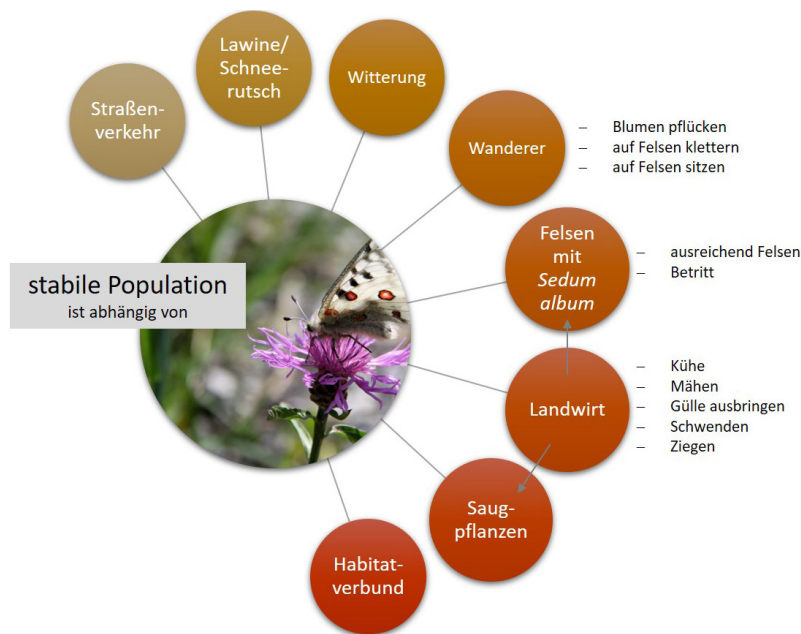 Lawine/
Schnee-
rutsch
Witterung
Straßen-
verkehr
Wanderer
– Blumen pflücken
– auf Felsen klettern
– auf Felsen sitzen
Felsen
mit
Sedum
album
– ausreichend Felsen
– Betritt
stabile Population
ist abhängig von
Landwirt
– Kühe
– Mähen
– Gülle ausbringen
– Schwenden
– Ziegen
Saug-
pflanzen
Habitat-
verbund